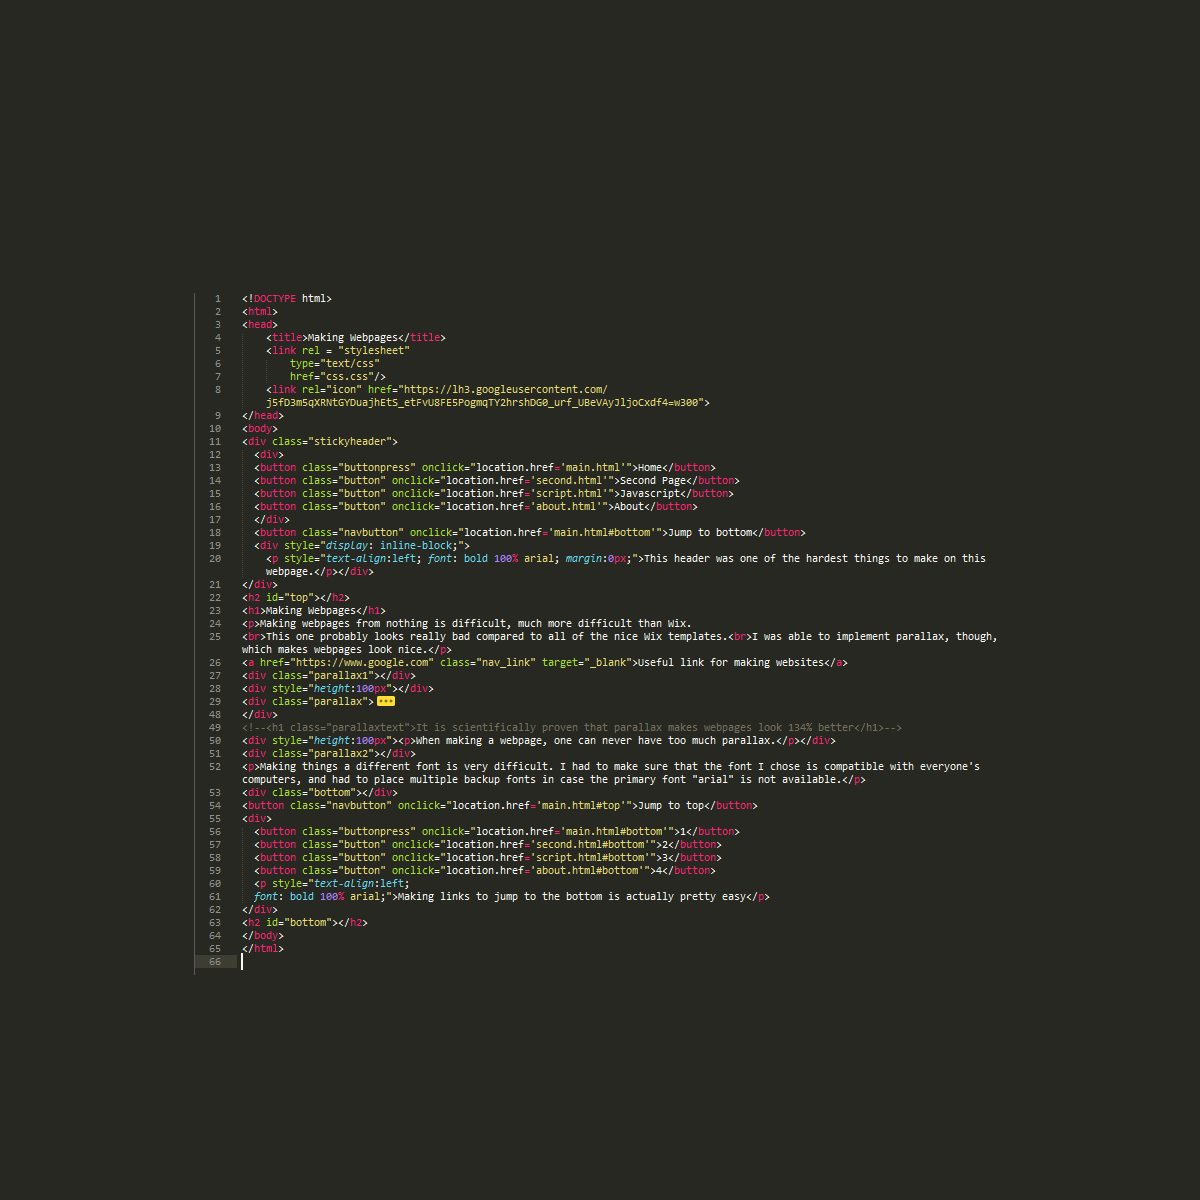 1 <!DOCTYPE html>
2 <html>
3 <head>
4 <title>Making Webpages</title>
5 <link rel = "stylesheet"
6 type="text/css"
7 href="css.css"/>
8 <link rel="icon" href="https://lh3.googleusercontent.com/
j5fD3m5qXRNtGYDuajhEtS_etFvU8FE5PogmqTY2hrshDG0_urf_UBeVAyJljoCxdf4=w300">
9 </head>
10 <body>
11 <div class="stickyheader">
12 <div>
13 <button class="buttonpress" onclick="location.href='main.html'">Home</button>
14 <button class="button" onclick="location.href='second.html'">Second Page</button>
15 <button class="button" onclick="location.href='script.html'">Javascript</button>
16 <button class="button" onclick="location.href='about.html'">About</button>
17 </div>
18 <button class="navbutton" onclick="location.href='main.html#bottom'">Jump to bottom</button>
19 <div style="display: inline-block;">
20 <p style="text-align:left; font: bold 100% arial; margin:0px;">This header was one of the hardest things to make on this
webpage.</p></div>
21 </div>
22 <h2 id="top"></h2>
23 <h1>Making Webpages</h1>
24 <p>Making webpages from nothing is difficult, much more difficult than Wix.
25 <br>This one probably looks really bad compared to all of the nice Wix templates.<br>I was able to implement parallax, though,
which makes webpages look nice.</p>
26 <a href="https://www.google.com" class="nav_link" target="_blank">Useful link for making websites</a>
27 <div class="parallax1"></div>
28 <div style="height:100px"></div>
29 <div class="parallax">
48 </div>
49 <!--<h1 class="parallaxtext">It is scientifically proven that parallax makes webpages look 134% better</h1>-->
50 <div style="height:100px"><p>When making a webpage, one can never have too much parallax.</p></div>
51 <div class="parallax2"></div>
52 <p>Making things a different font is very difficult. I had to make sure that the font I chose is compatible with everyone's
computers, and had to place multiple backup fonts in case the primary font "arial" is not available.</p>
53 <div class="bottom"></div>
54 <button class="navbutton" onclick="location.href='main.html#top'">Jump to top</button>
55 <div>
56 <button class="buttonpress" onclick="location.href='main.html#bottom'">1</button>
57 <button class="button" onclick="location.href='second.html#bottom'">2</button>
58 <button class="button" onclick="location.href='script.html#bottom'">3</button>
59 <button class="button" onclick="location.href='about.html#bottom'">4</button>
60 <p style="text-align:left;
61 font: bold 100% arial;">Making links to jump to the bottom is actually pretty easy</p>
62 </div>
63 <h2 id="bottom"></h2>
64 </body>
65 </html>
66